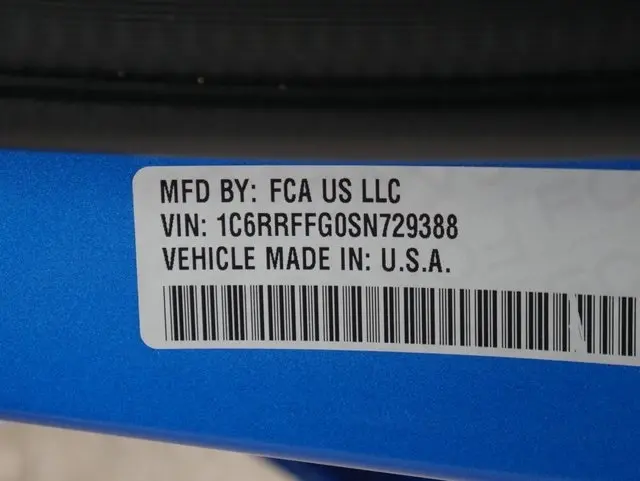 MFD BY: FCA US LLC
VIN: 1C6RRFFG0SN729388
VEHICLE MADE IN: U.S.A.